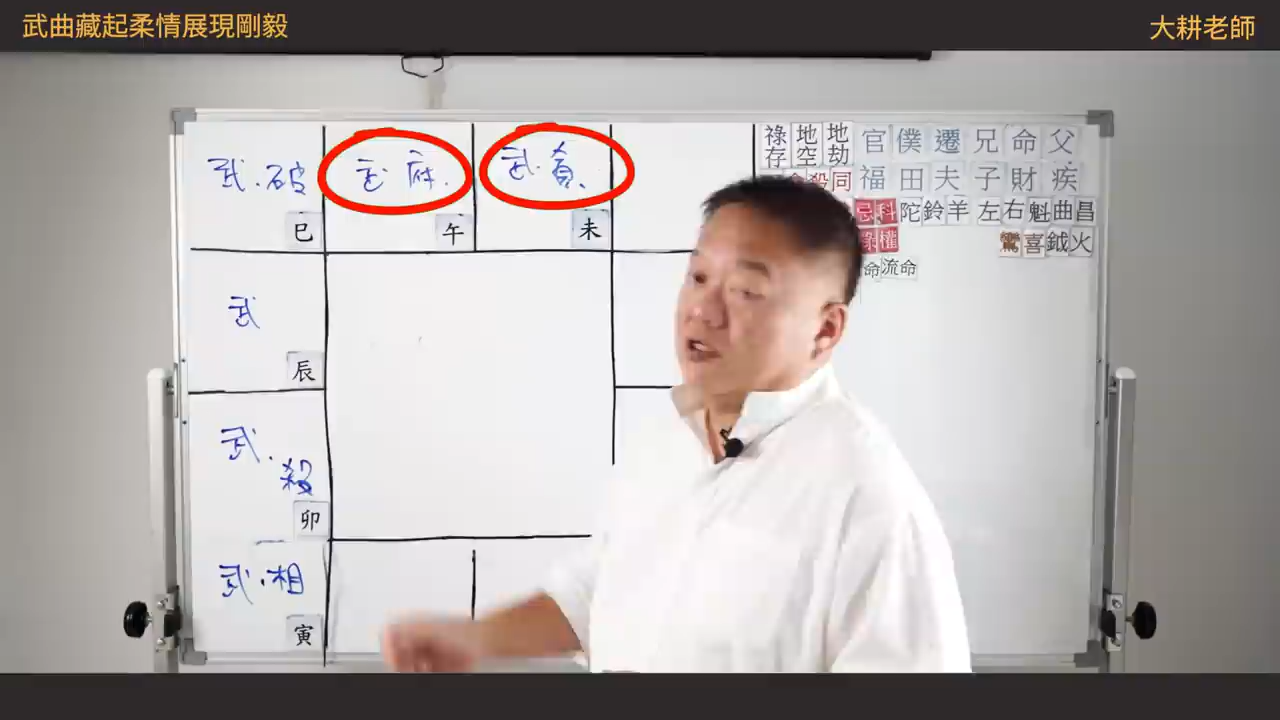 武曲藏起柔情展現剛毅
大耕老師
武.破
武府.
武貪.
巳
午
未
武
辰
武.殺
卯
武.相
寅
祿存 地空 地劫 官 僕 遷 兄 命 父
殺 同 福 田 夫 子 財 疾
忌 科 陀 鈴 羊 左 右 魁 曲 昌
祿 權 鸞 喜 鉞 火
命 流命